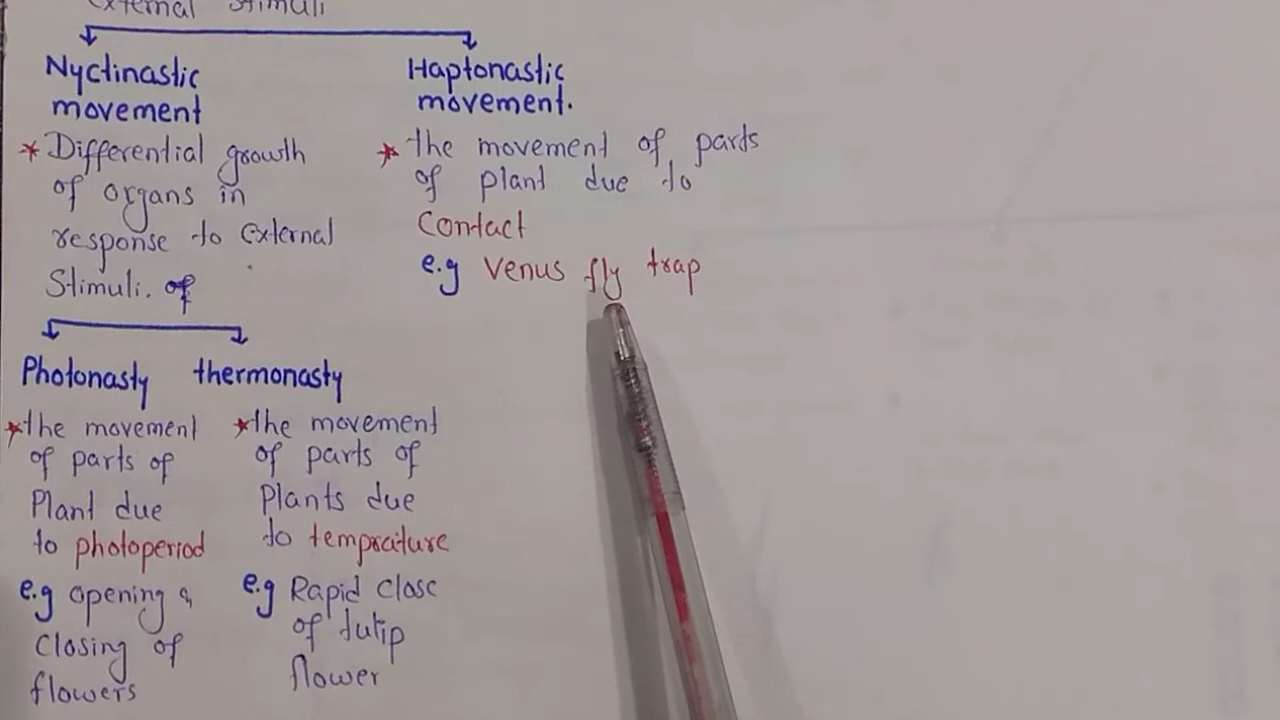 External Stimuli
Nyctinastic
movement
* Differential growth
of organs in
response to External
Stimuli. of
Photonasty
* the movement
of parts of
Plant due
to photoperiod
e.g opening &
Closing of
flowers
thermonasty
* the movement
of parts of
Plants due
to temprature
e.g Rapid close
of tulip
flower
Haptonastic
movement.
* the movement of parts
of plant due to
Contact
e.g Venus fly trap